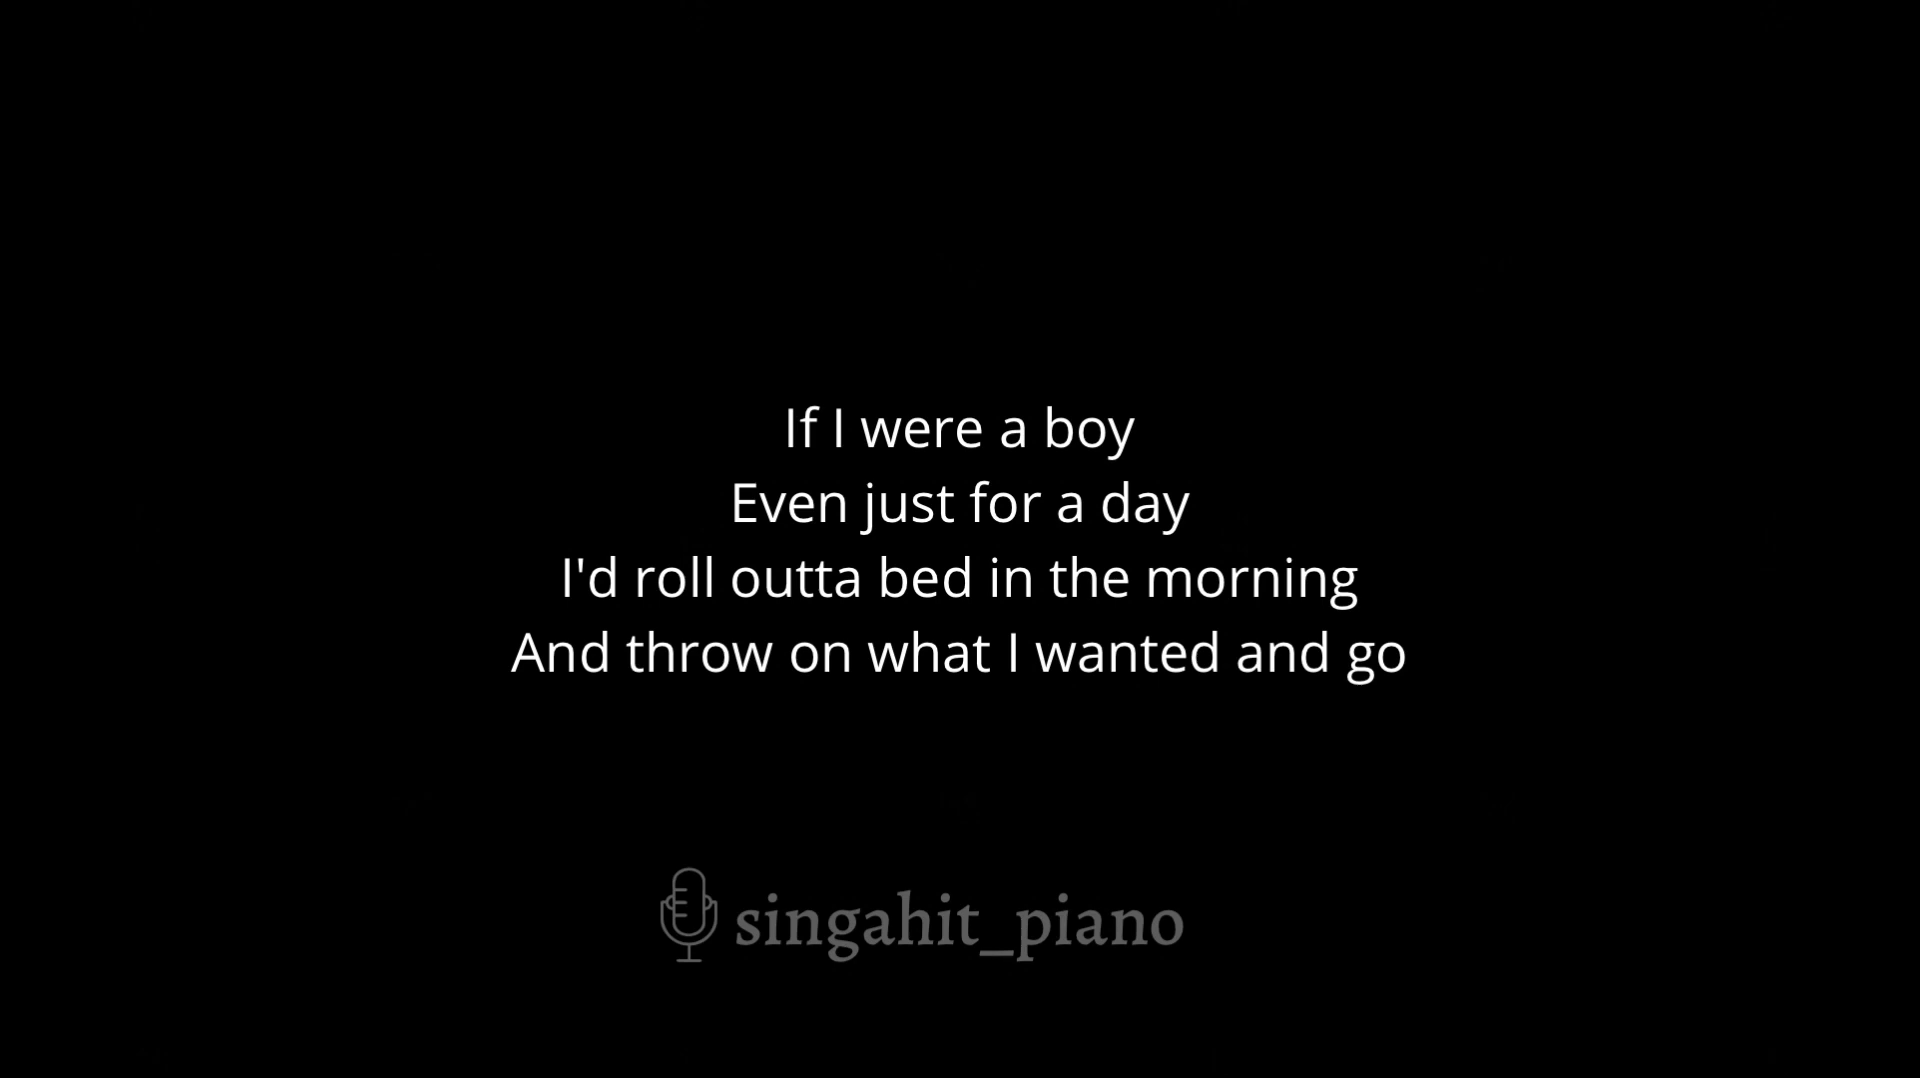 If I were a boy
Even just for a day
I'd roll outta bed in the morning
And throw on what I wanted and go
singahit_piano